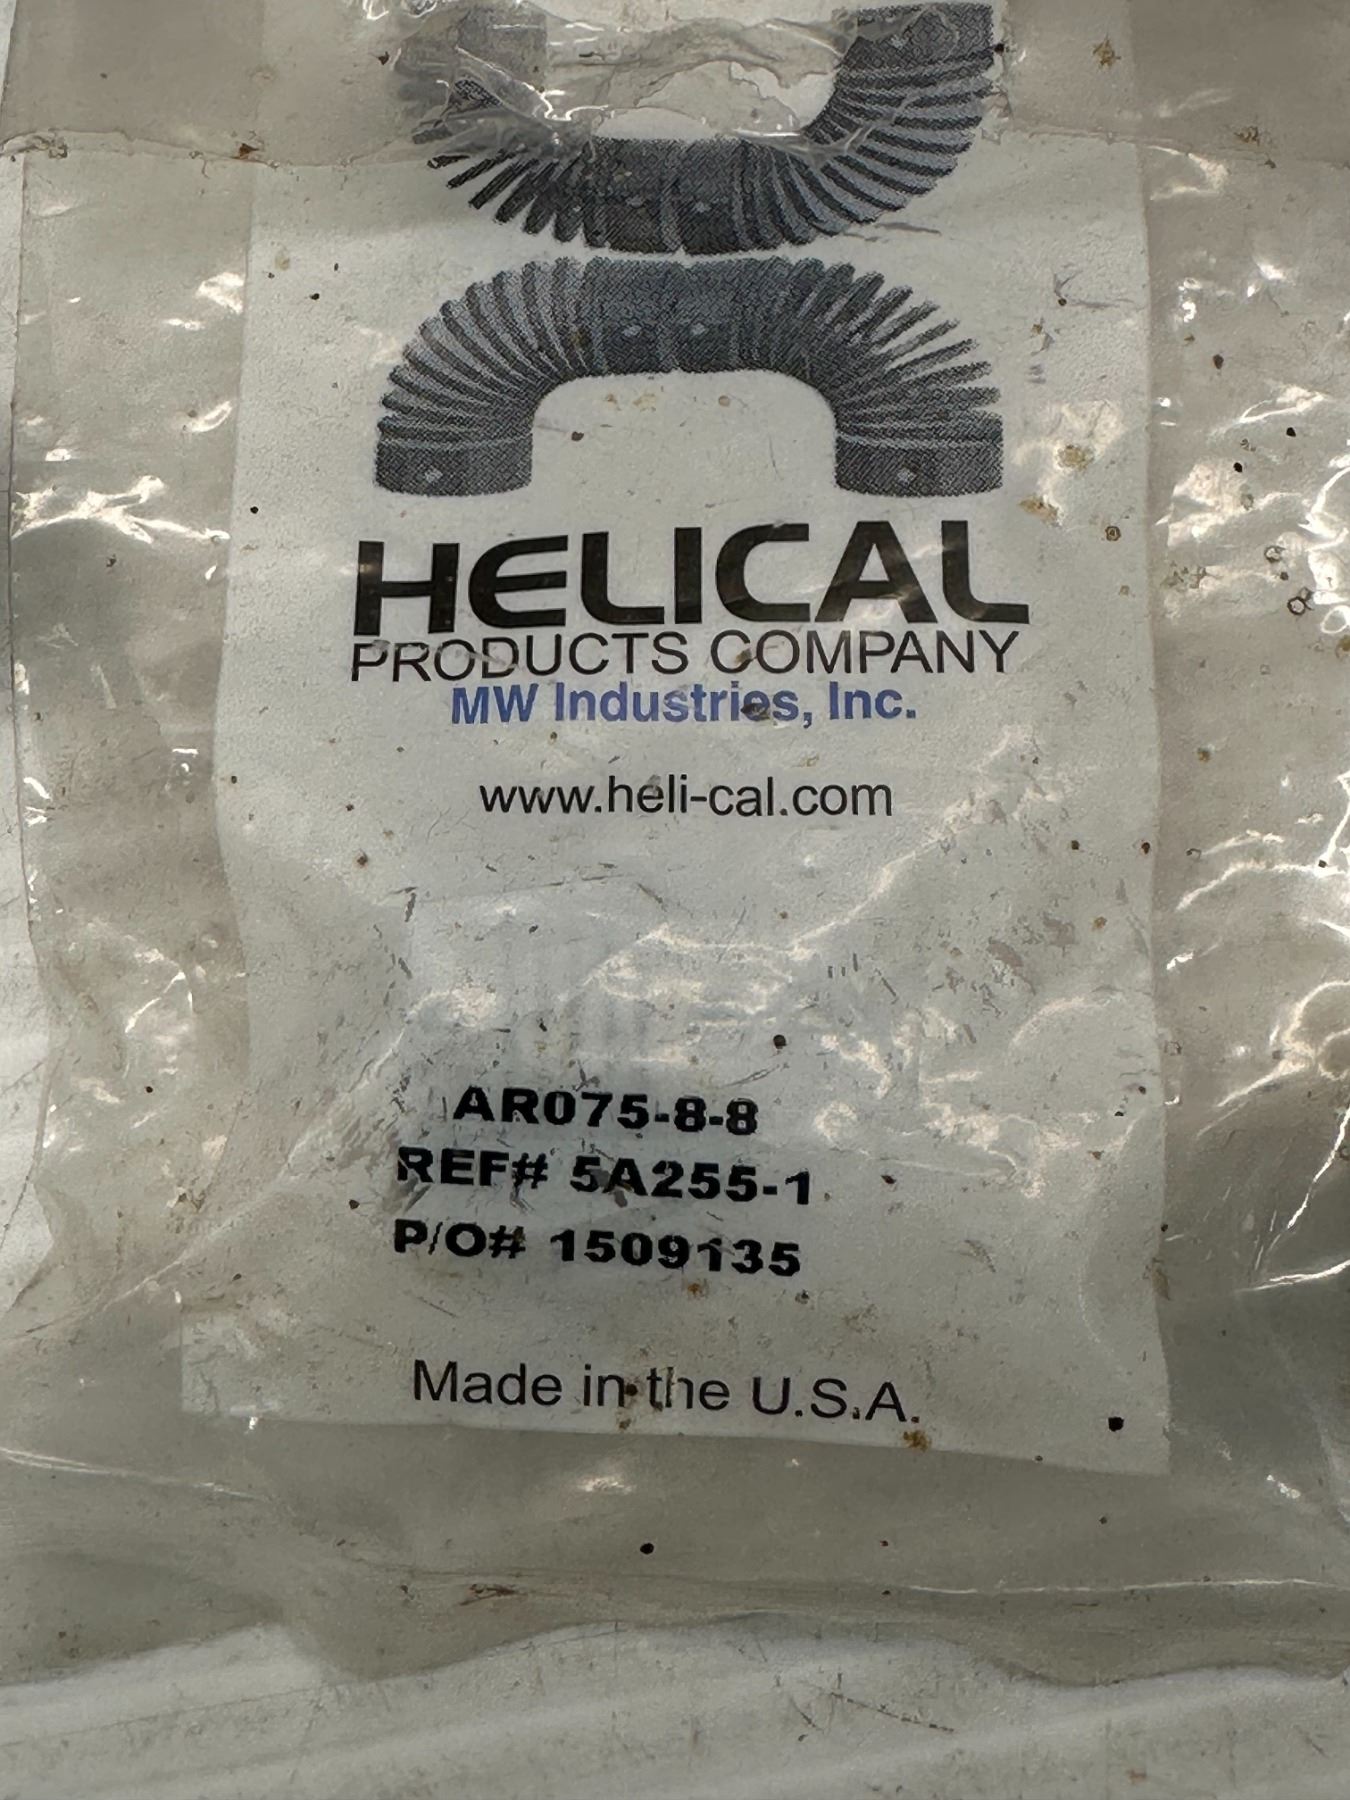 HELICAL
PRODUCTS COMPANY
MW Industries, Inc.
www.heli-cal.com
AR075-8-8
REF# 5A255-1
P/O# 1509135
Made in the U.S.A.